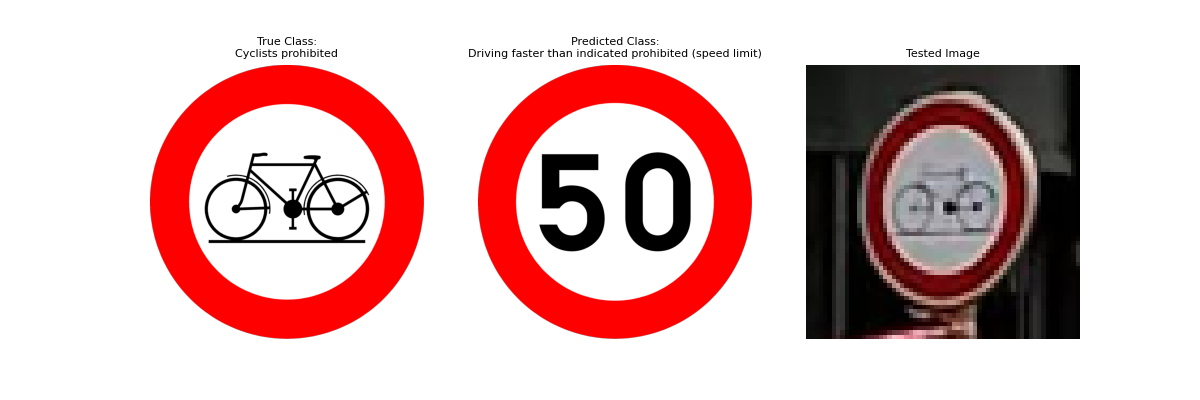 True Class:
Cyclists prohibited
Predicted Class:
Driving faster than indicated prohibited (speed limit)
Tested Image
50